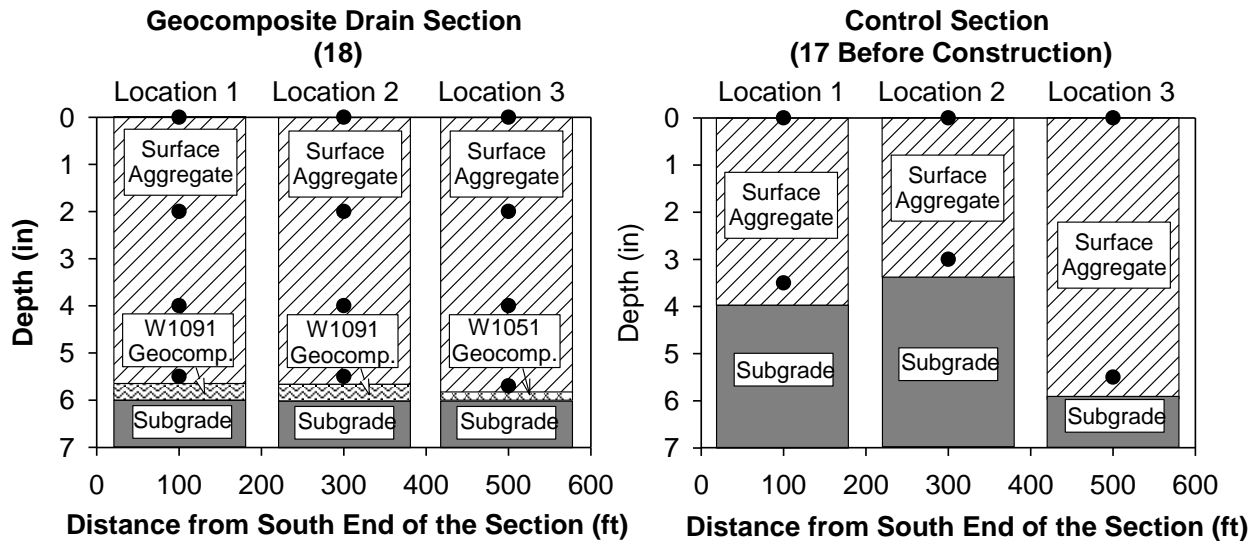 Geocomposite Drain Section
(18)
Location 1 Location 2 Location 3
0
1
2
3
4
5
6
7
Depth (in)
Surface
Aggregate
Surface
Aggregate
Surface
Aggregate
W1091
Geocomp.
W1091
Geocomp.
W1051
Geocomp.
Subgrade
Subgrade
Subgrade
0 100 200 300 400 500 600
Distance from South End of the Section (ft)
Control Section
(17 Before Construction)
Location 1 Location 2 Location 3
0
1
2
3
4
5
6
7
Depth (in)
Surface
Aggregate
Surface
Aggregate
Surface
Aggregate
Subgrade
Subgrade
Subgrade
0 100 200 300 400 500 600
Distance from South End of the Section (ft)